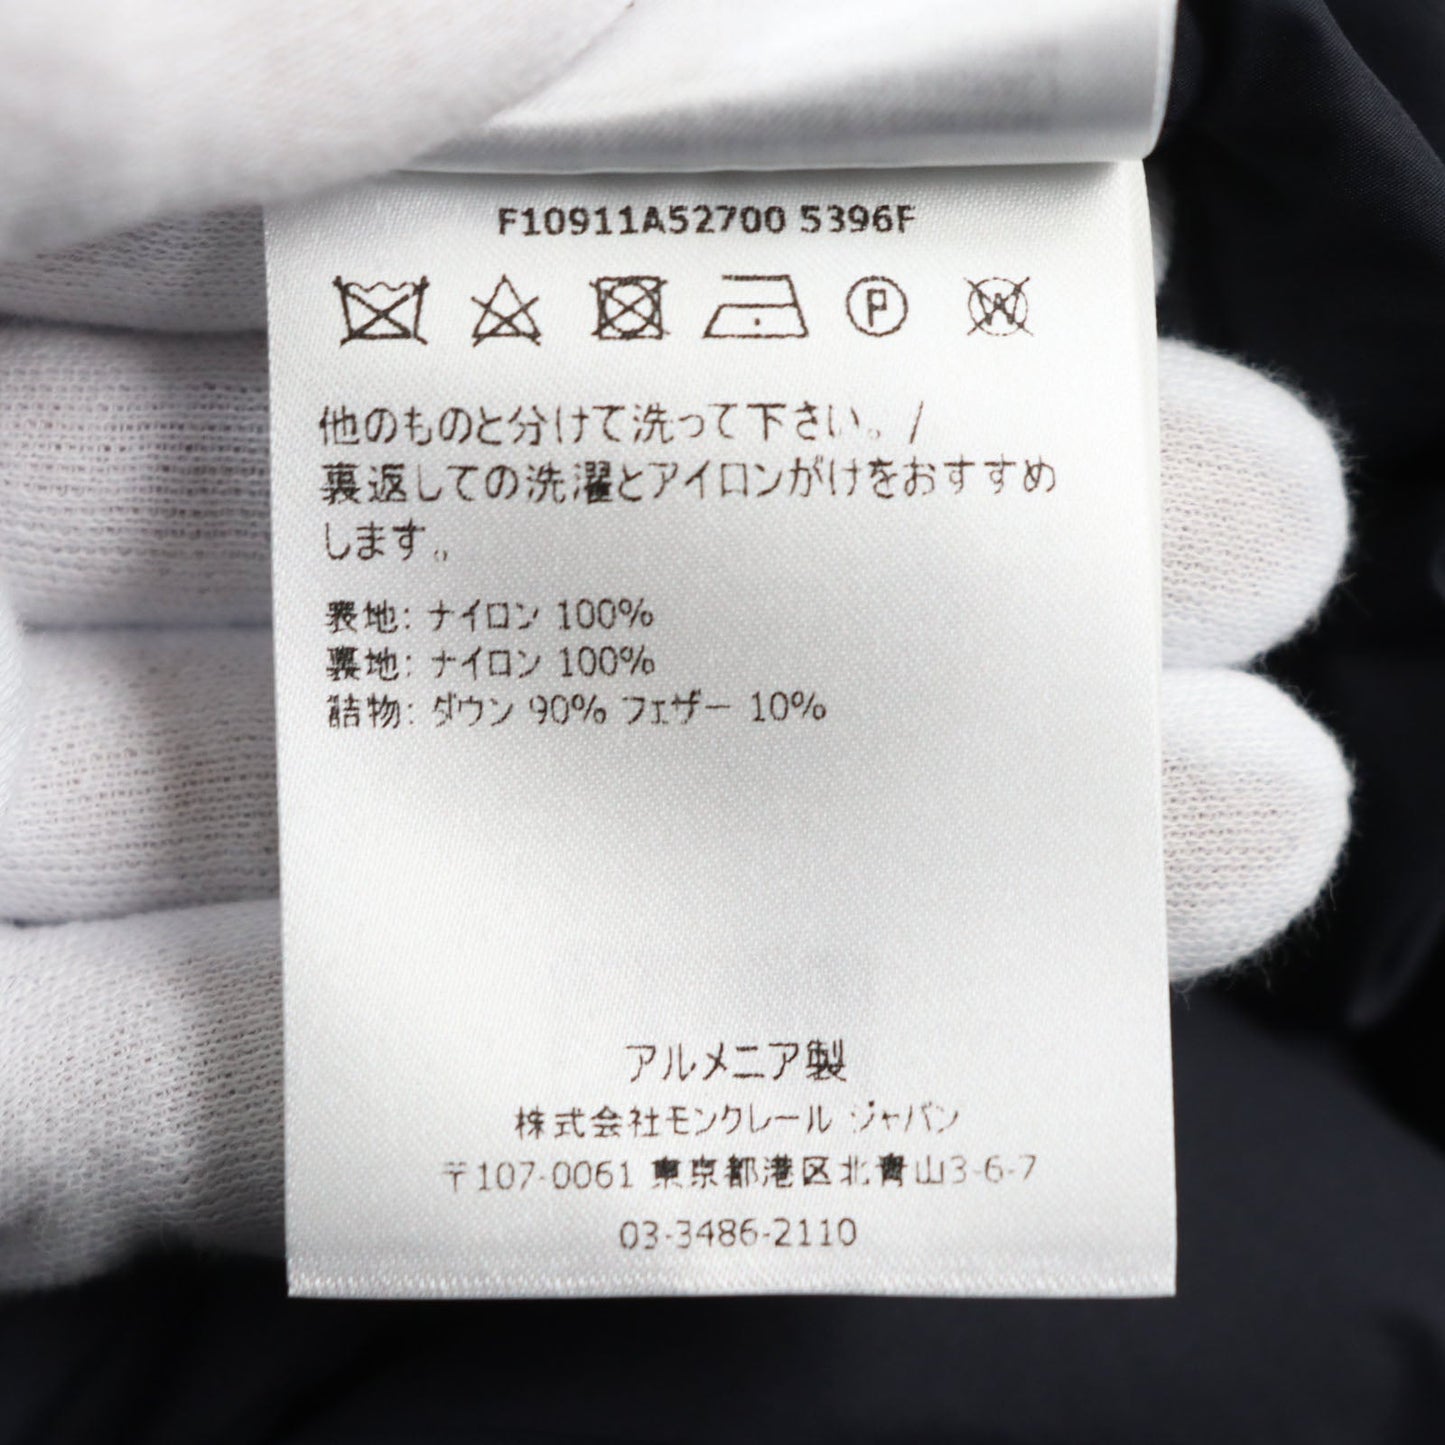 F10911A52700 5396F
P W
他のものと分けて洗って下さい。/
裏返しての洗濯とアイロンがけをおすすめ
します。
表地: ナイロン 100%
裏地: ナイロン 100%
詰物: ダウン 90% フェザー 10%
アルメニア製
株式会社モンクレール ジャパン
〒107-0061 東京都港区北青山3-6-7
03-3486-2110